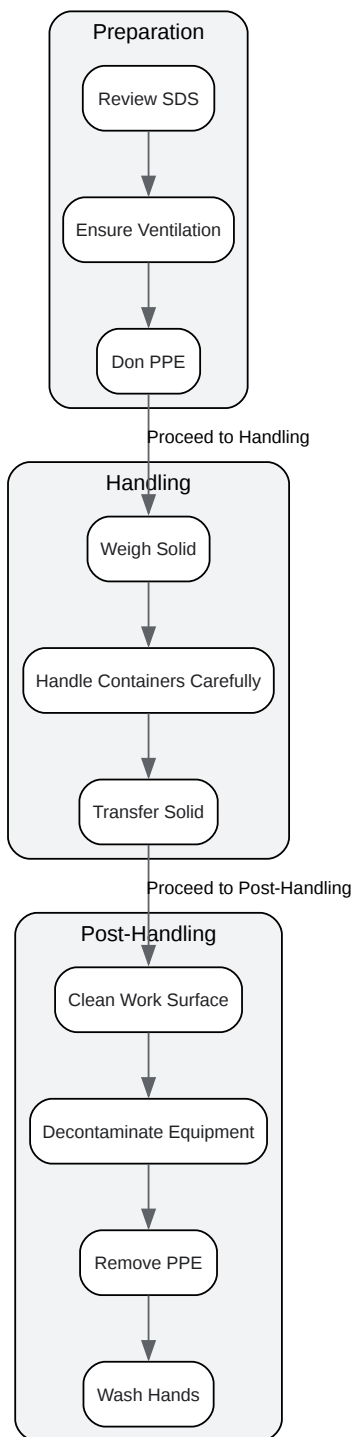 Preparation
Review SDS
Ensure Ventilation
Don PPE
Proceed to Handling
Handling
Weigh Solid
Handle Containers Carefully
Transfer Solid
Proceed to Post-Handling
Post-Handling
Clean Work Surface
Decontaminate Equipment
Remove PPE
Wash Hands